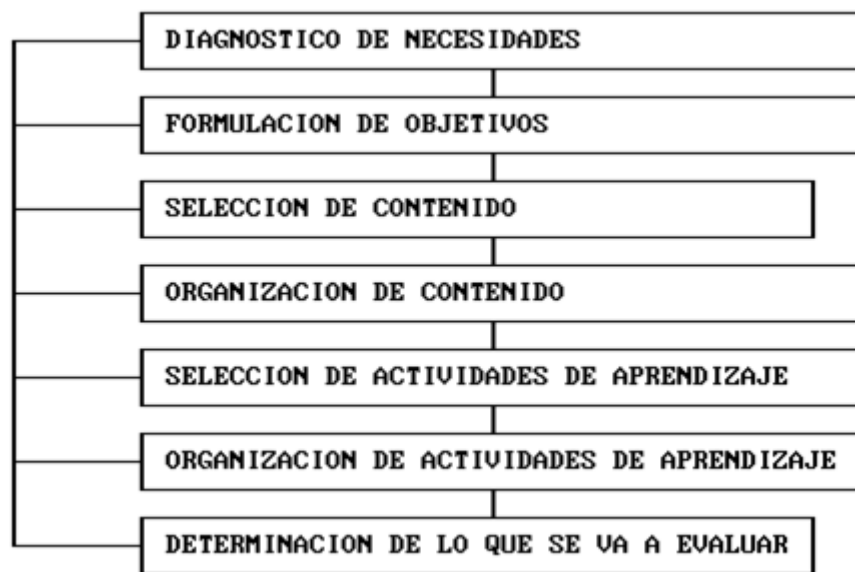 DIAGNOSTICO DE NECESIDADES
FORMULACION DE OBJETIVOS
SELECCION DE CONTENIDO
ORGANIZACION DE CONTENIDO
SELECCION DE ACTIVIDADES DE APRENDIZAJE
ORGANIZACION DE ACTIVIDADES DE APRENDIZAJE
DETERMINACION DE LO QUE SE VA A EVALUAR